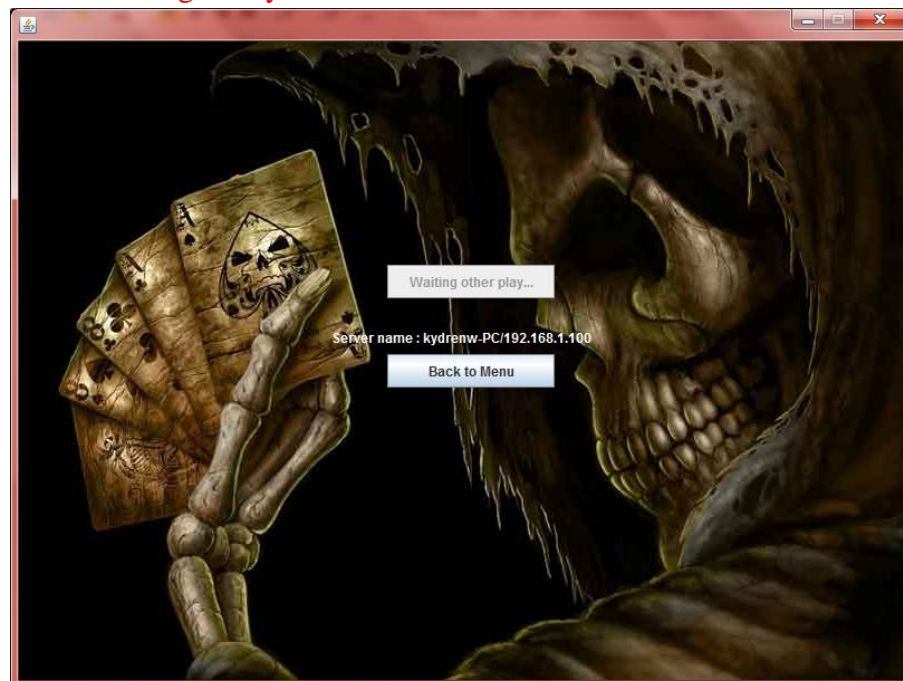 Waiting other play...
Server name : kydrenw-PC/192.168.1.100
Back to Menu